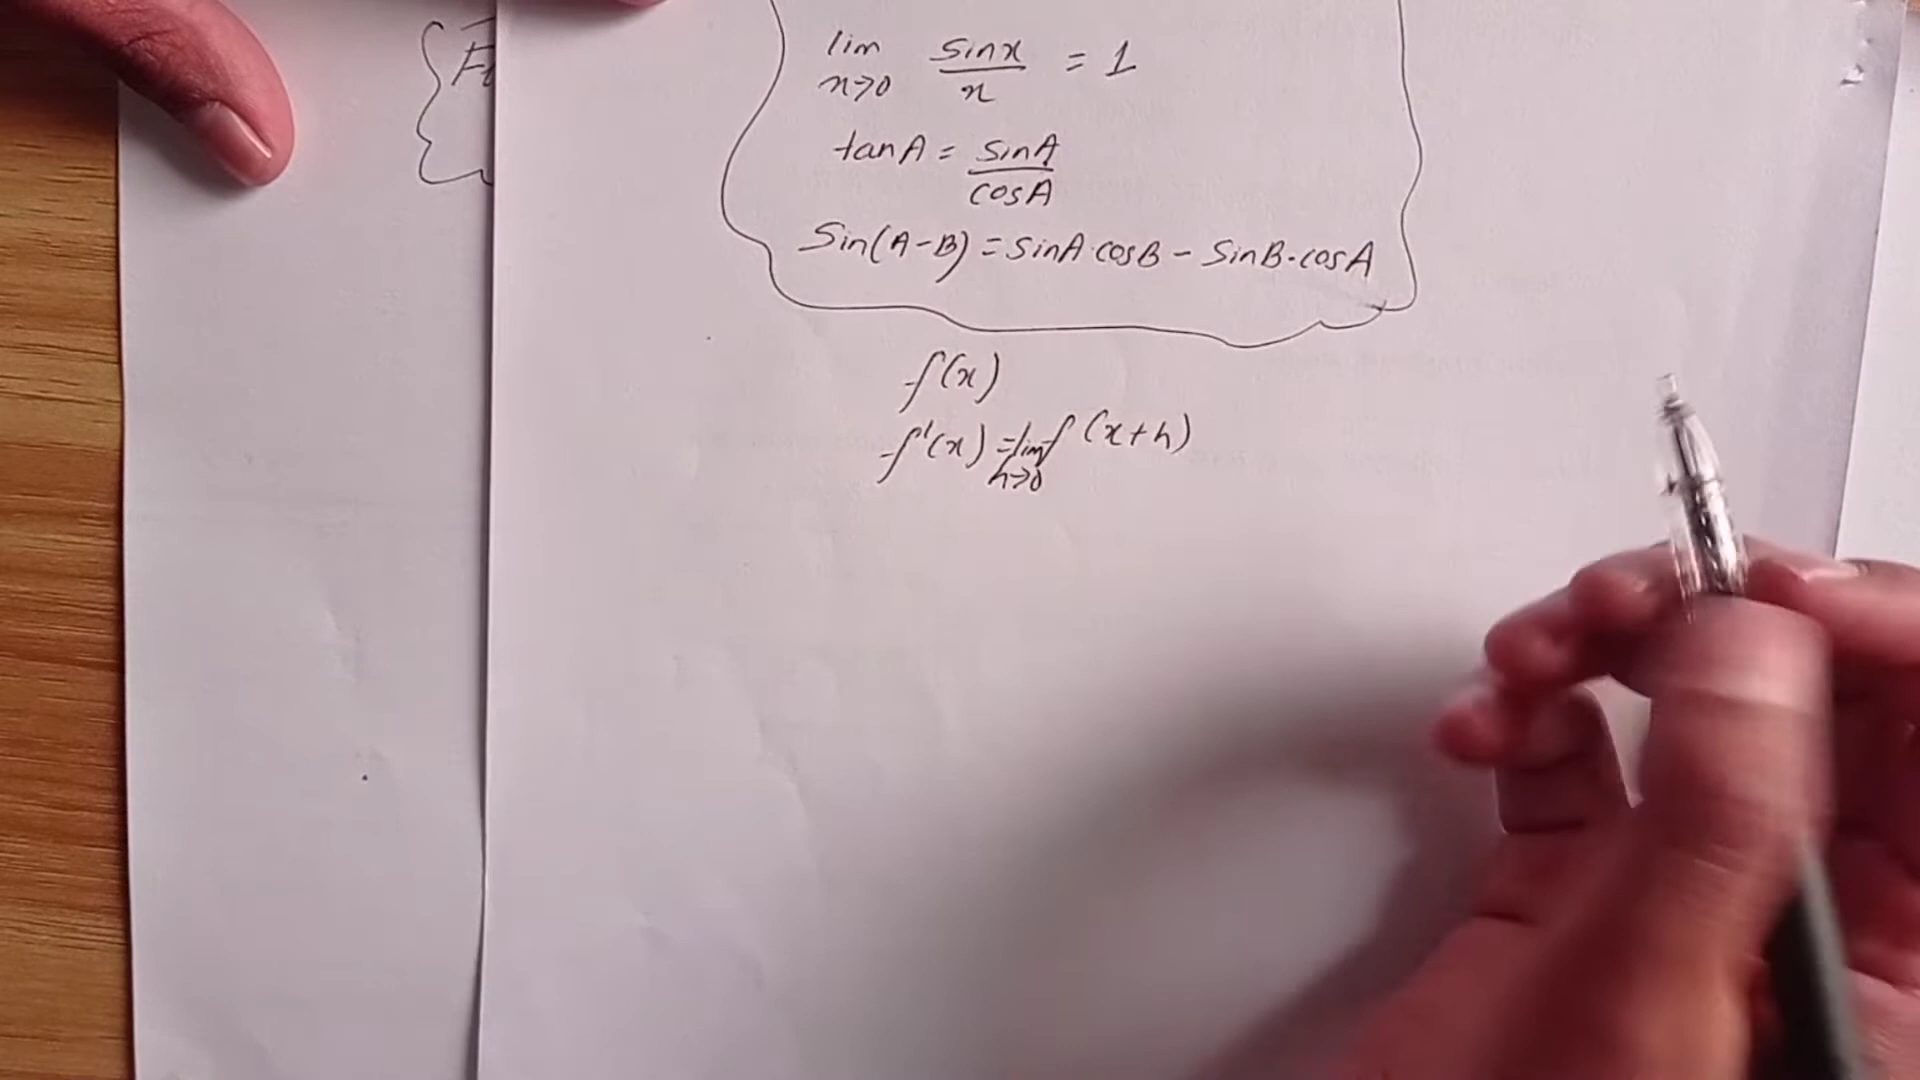 lim sinx/x = 1
x→0
tanA = sinA/cosA
Sin(A-B) = sinA·cosB - sinB·cosA
f(x)
f'(x) = lim f(x+h)
h→0